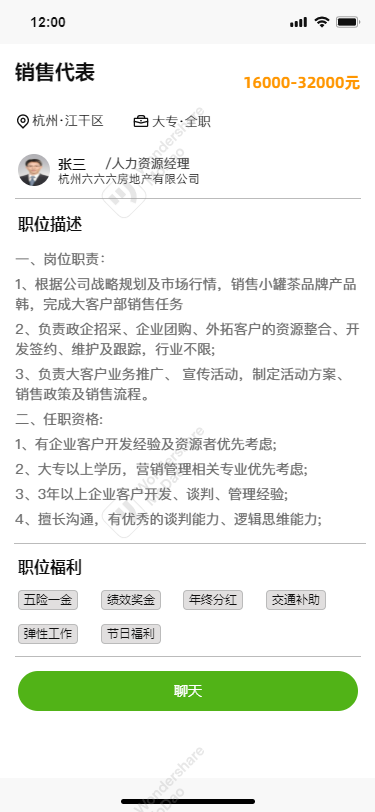 12:00
销售代表
16000-32000元
杭州·江干区
大专·全职
张三 /人力资源经理
杭州六六六房地产有限公司
职位描述
一、岗位职责：
1、根据公司战略规划及市场行情，销售小罐茶品牌产品
韩，完成大客户部销售任务
2、负责政企招采、企业团购、外拓客户的资源整合、开
发签约、维护及跟踪，行业不限;
3、负责大客户业务推广、 宣传活动，制定活动方案、
销售政策及销售流程。
二、任职资格:
1、有企业客户开发经验及资源者优先考虑;
2、大专以上学历，营销管理相关专业优先考虑;
3、3年以上企业客户开发、谈判、管理经验;
4、擅长沟通，有优秀的谈判能力、逻辑思维能力;
职位福利
五险一金 绩效奖金 年终分红 交通补助
弹性工作 节日福利
聊天
Wondershare
Wondershare
Wondershare